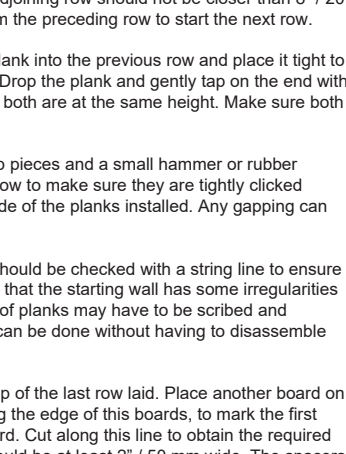 adjoining row should not be closer than 8" / 20
m the preceding row to start the next row.
lank into the previous row and place it tight to
Drop the plank and gently tap on the end with
both are at the same height. Make sure both
p pieces and a small hammer or rubber
ow to make sure they are tightly clicked
de of the planks installed. Any gapping can
hould be checked with a string line to ensure
that the starting wall has some irregularities
of planks may have to be scribed and
can be done without having to disassemble
p of the last row laid. Place another board on
g the edge of this boards, to mark the first
rd. Cut along this line to obtain the required
uld be at least 2" / 50 mm wide. The spacers